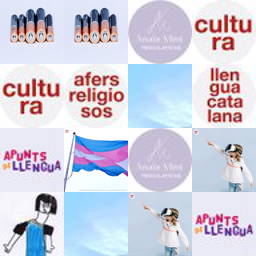 cultu
ra
cultu
ra
afers
religio
sos
llen
gua
cata
lana
APUNTS
DE LLENGUA
APUNTS
DE LLENGUA